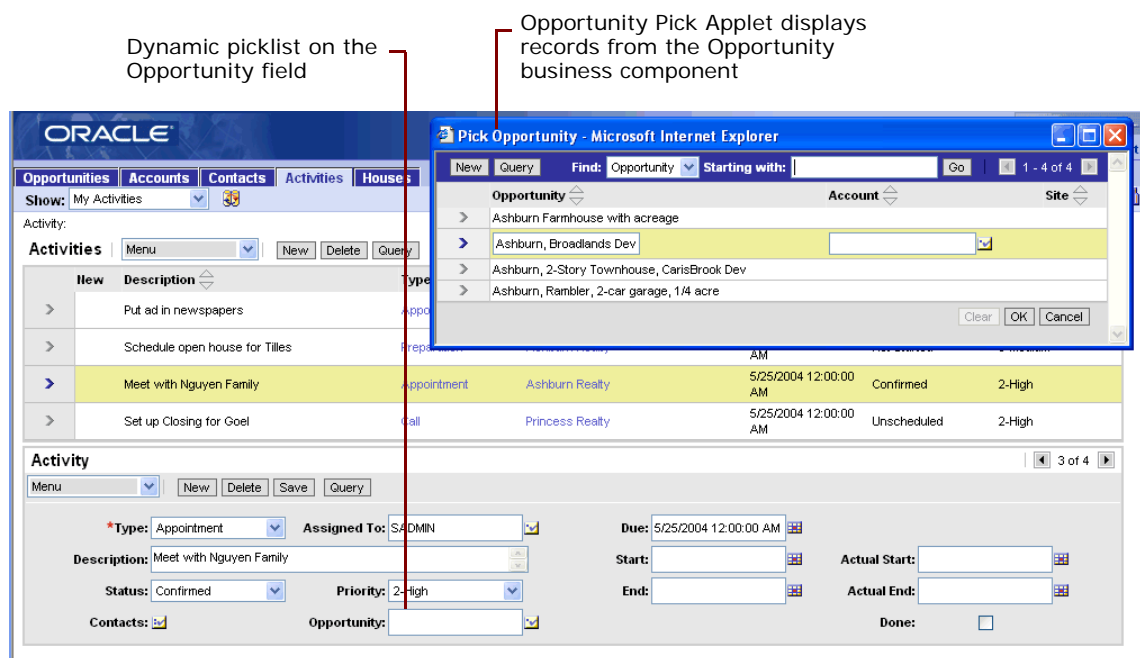 Opportunity Pick Applet displays
records from the Opportunity
business component
Dynamic picklist on the
Opportunity field
ORACLE
Pick Opportunity - Microsoft Internet Explorer
New Query Find: Opportunity Starting with: Go 1 - 4 of 4
Opportunity Account Site
Ashburn Farmhouse with acreage
Ashburn, Broadlands Dev
Ashburn, 2-Story Townhouse, CarisBrook Dev
Ashburn, Rambler, 2-car garage, 1/4 acre
Clear OK Cancel
Opportunities Accounts Contacts Activities Houses
Show: My Activities
Activity:
Activities Menu New Delete Query
New Description Type
Put ad in newspapers
Schedule open house for Tilles
AM
Meet with Nguyen Family Appointment Ashburn Realty 5/25/2004 12:00:00 AM Confirmed 2-High
Set up Closing for Goel Call Princess Realty 5/25/2004 12:00:00 AM Unscheduled 2-High
Activity 3 of 4
Menu New Delete Save Query
*Type: Appointment Assigned To: SADMIN Due: 5/25/2004 12:00:00 AM
Description: Meet with Nguyen Family Start: Actual Start:
Status: Confirmed Priority: 2-High End: Actual End:
Contacts: Opportunity: Done: